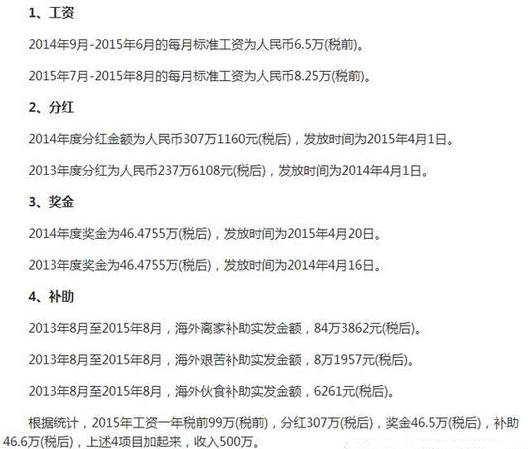 1、工资
2014年9月-2015年6月的每月标准工资为人民币6.5万(税前)。
2015年7月-2015年8月的每月标准工资为人民币8.25万(税前)。
2、分红
2014年度分红金额为人民币307万1160元(税后)，发放时间为2015年4月1日。
2013年度分红为人民币237万6108元(税后)，发放时间为2014年4月1日。
3、奖金
2014年度奖金为46.4755万(税后)，发放时间为2015年4月20日。
2013年度奖金为46.4755万(税后)，发放时间为2014年4月16日。
4、补助
2013年8月至2015年8月，海外离家补助实发金额，84万3862元(税后)。
2013年8月至2015年8月，海外艰苦补助实发金额，8万1957元(税后)。
2013年8月至2015年8月，海外伙食补助实发金额，6261元(税后)。
根据统计，2015年工资一年税前99万(税前)，分红307万(税后)，奖金46.5万(税后)，补助
46.6万(税后)，上述4项目加起来，收入500万。